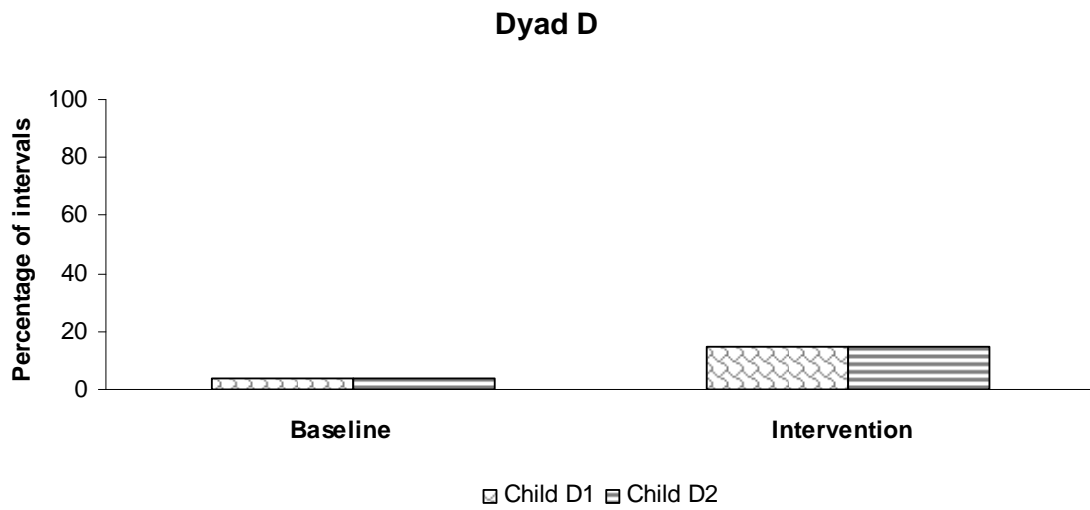 Dyad D
Percentage of intervals
100
80
60
40
20
0
Baseline
Intervention
Child D1
Child D2